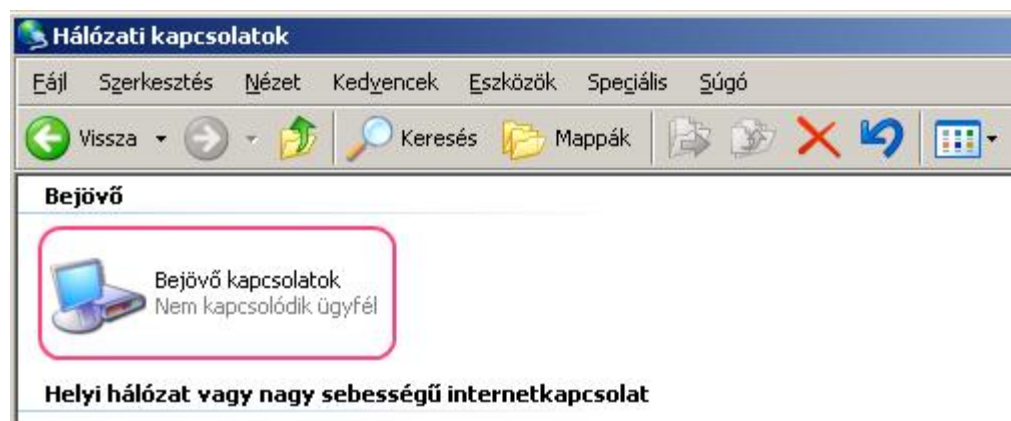 Hálózati kapcsolatok
Fájl Szerkesztés Nézet Kedvencek Eszközök Speciális Súgó
Vissza Keresés Mappák
Bejövő
Bejövő kapcsolatok
Nem kapcsolódik ügyfél
Helyi hálózat vagy nagy sebességű internetkapcsolat